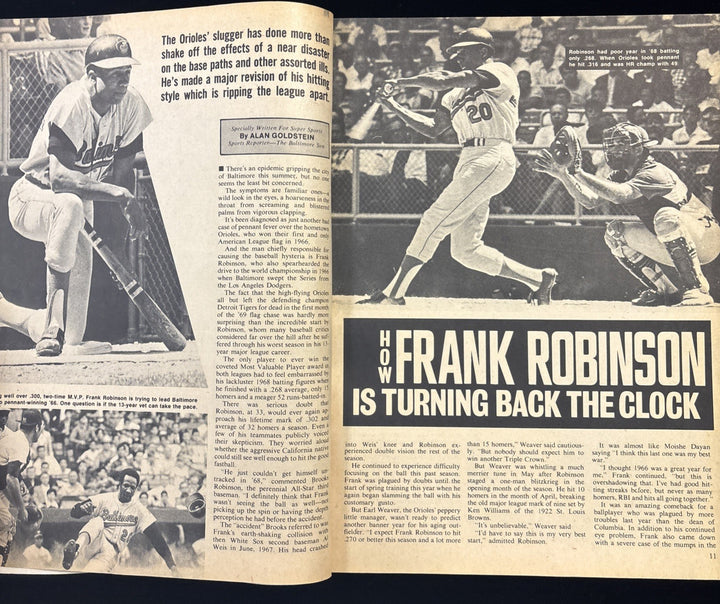 The Orioles' slugger has done more than
shake off the effects of a near disaster
on the base paths and other assorted ills.
He's made a major revision of his hitting
style which is ripping the league apart.
Specially Written For Super Sports
By ALAN GOLDSTEIN
Sports Reporter—The Baltimore Sun
■ There's an epidemic gripping the city
of Baltimore this summer, but no one
seems the least bit concerned.
The symptoms are familiar ones—a
wild look in the eyes, a hoarseness in the
throat from screaming and blistered
palms from vigorous clapping.
It's been diagnosed as just another bad
case of pennant fever over the hometown
Orioles, who won their first and only
American League flag in 1966.
And the man chiefly responsible for
causing the baseball hysteria is Frank
Robinson, who also spearhearded the
drive to the world championship in 1966
when Baltimore swept the Series from
the Los Angeles Dodgers.
The fact that the high-flying Orioles
all but left the defending champion
Detroit Tigers for dead in the first month
of the '69 flag chase was hardly more
surprising than the incredible start by
Robinson, whom many baseball critics
considered far over the hill after he suf-
fered through his worst season in his 13-
year major league career.
The only player to ever win the
coveted Most Valuable Player award in
both leagues had to feel embarrassed by
his lackluster 1968 batting figures when
he finished with a .268 average, only 15
homers and a meager 52 runs-batted-in.
There was serious doubt that
Robinson, at 33, would ever again ap-
proach his lifetime mark of .302 and
average of 32 homers a season. Even a
few of his teammates publicly voiced
their skepticism. They worried aloud
whether the aggressive California native
could still see well enough to hit the good
fastball.
"He just couldn't get himself un-
tracked in '68," commented Brooks
Robinson, the perennial All-Star third
baseman, "I definitely think that Frank
wasn't seeing the ball as well—not
picking up the spin or having the depth
perception he had before the accident."
The "accident" Brooks referred to was
Frank's earth-shaking collision with
then White Sox second baseman Al
Weis in June, 1967. His head crashed
g well over .300, two-time M.V.P. Frank Robinson is trying to lead Baltimore
o pennant-winning '66. One question is if the 13-year vet can take the pace.
Orioles
Robinson had poor year in '68 batting
only .268. When Orioles took pennant
he hit .316 and was HR champ with 49
20
HOW FRANK ROBINSON
IS TURNING BACK THE CLOCK
into Weis' knee and Robinson ex-
perienced double vision the rest of the
season.
He continued to experience difficulty
focusing on the ball this past season.
Frank was plagued by doubts until the
start of spring training this year when he
again began slamming the ball with his
customary gusto.
But Earl Weaver, the Orioles' peppery
little manager, wasn't ready to predict
another banner year for his aging out-
fielder. "I expect Frank Robinson to hit
.270 or better this season and a lot more
than 15 homers," Weaver said cautious-
ly. "But nobody should expect him to
win another Triple Crown."
But Weaver was whistling a much
merrier tune in May after Robinson
staged a one-man blitzkrieg in the
opening month of the season. He hit 10
homers in the month of April, breaking
the old major league mark of nine set by
Ken Williams of the 1922 St. Louis
Browns.
"It's unbelievable," Weaver said
"I'd have to say this is my very best
start," admitted Robinson.
It was almost like Moishe Dayan
saying "I think this last one was my best
war."
"I thought 1966 was a great year for
me," Frank continued, "but this is
overshadowing that. I've had good hit-
ting streaks before, but never as many
homers, RBI and hits all going together."
It was an amazing comeback for a
ballplayer who was plagued by more
troubles last year than the dean of
Columbia. In addition to his continued
eye problem, Frank also came down
with a severe case of the mumps in the
11